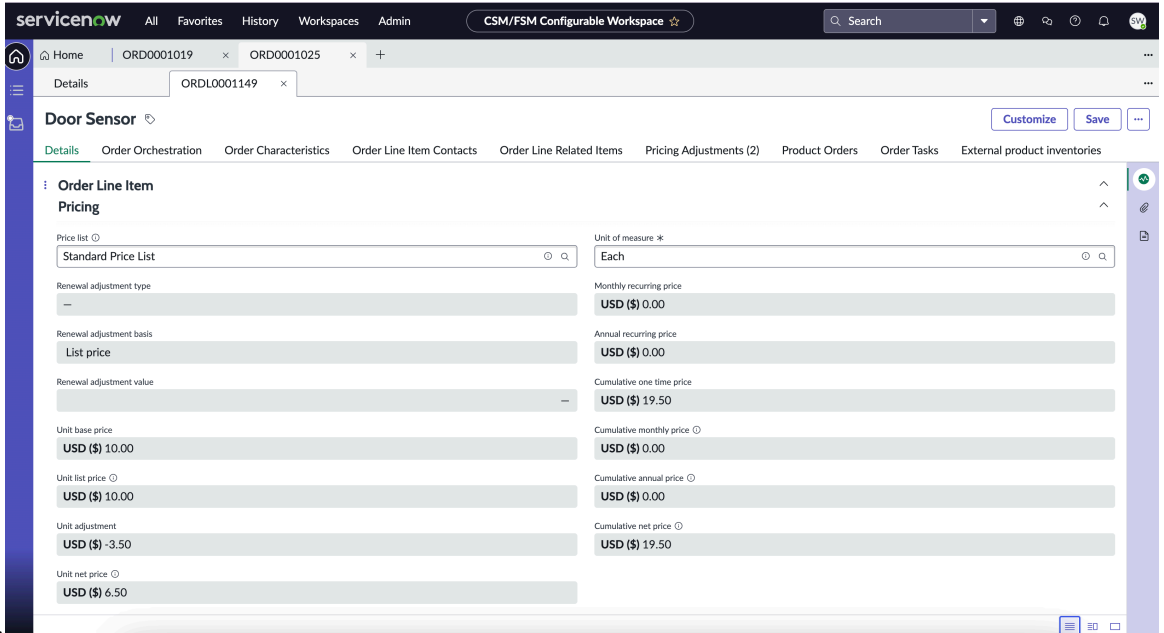 servicenow All Favorites History Workspaces Admin CSM/FSM Configurable Workspace Search SW
Home ORD0001019 ORD0001025
Details ORDL0001149
Door Sensor Customize Save
Details Order Orchestration Order Characteristics Order Line Item Contacts Order Line Related Items Pricing Adjustments (2) Product Orders Order Tasks External product inventories
Order Line Item
Pricing
Price list
Standard Price List
Unit of measure *
Each
Renewal adjustment type
—
Monthly recurring price
USD ($) 0.00
Renewal adjustment basis
List price
Annual recurring price
USD ($) 0.00
Renewal adjustment value
—
Cumulative one time price
USD ($) 19.50
Unit base price
USD ($) 10.00
Cumulative monthly price
USD ($) 0.00
Unit list price
USD ($) 10.00
Cumulative annual price
USD ($) 0.00
Unit adjustment
USD ($) -3.50
Cumulative net price
USD ($) 19.50
Unit net price
USD ($) 6.50